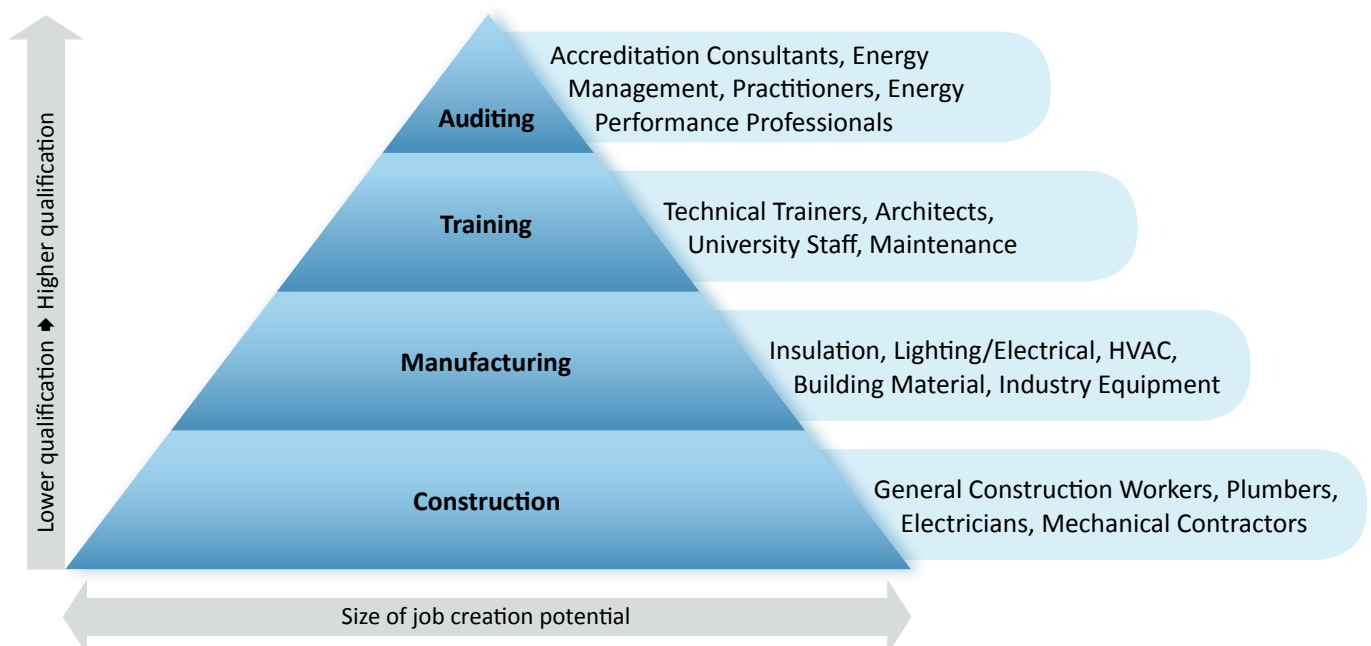 Accreditation Consultants, Energy
Management, Practitioners, Energy
Performance Professionals
Auditing
Technical Trainers, Architects,
University Staff, Maintenance
Training
Insulation, Lighting/Electrical, HVAC,
Building Material, Industry Equipment
Manufacturing
General Construction Workers, Plumbers,
Electricians, Mechanical Contractors
Construction
Lower qualification ➧ Higher qualification
Size of job creation potential